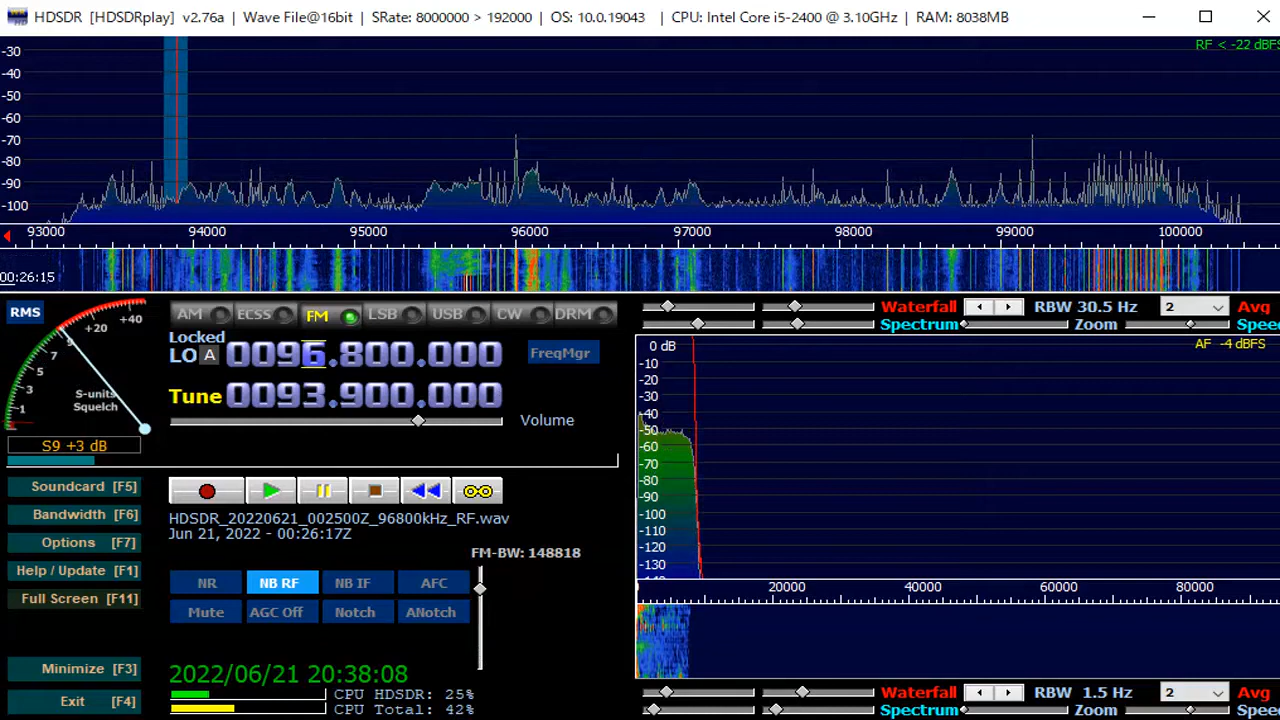 HDSDR [HDSDRplay] v2.76a | Wave File@16bit | SRate: 8000000 > 192000 | OS: 10.0.19043 | CPU: Intel Core i5-2400 @ 3.10GHz | RAM: 8038MB
RF < -22 dBFS
-30
-40
-50
-60
-70
-80
-90
-100
93000 94000 95000 96000 97000 98000 99000 100000
00:26:15
RMS
+20 +40
9
7
5
3
1
S-units
Squelch
S9 +3 dB
AM ECSS FM LSB USB CW DRM
Locked
LO A 0096.800.000
FreqMgr
Tune 0093.900.000
Volume
Soundcard [F5]
Bandwidth [F6]
Options [F7]
Help / Update [F1]
Full Screen [F11]
Minimize [F3]
Exit [F4]
HDSDR_20220621_002500Z_96800kHz_RF.wav
Jun 21, 2022 - 00:26:17Z
FM-BW: 148818
NR NB RF NB IF AFC
Mute AGC Off Notch ANotch
2022/06/21 20:38:08
CPU HDSDR: 25%
CPU Total: 42%
Waterfall RBW 30.5 Hz 2 Avg
Spectrum Zoom Spee
0 dB
AF -4 dBFS
-10
-20
-30
-40
-50
-60
-70
-80
-90
-100
-110
-120
-130
20000 40000 60000 80000
Waterfall RBW 1.5 Hz 2 Avg
Spectrum Zoom Spee